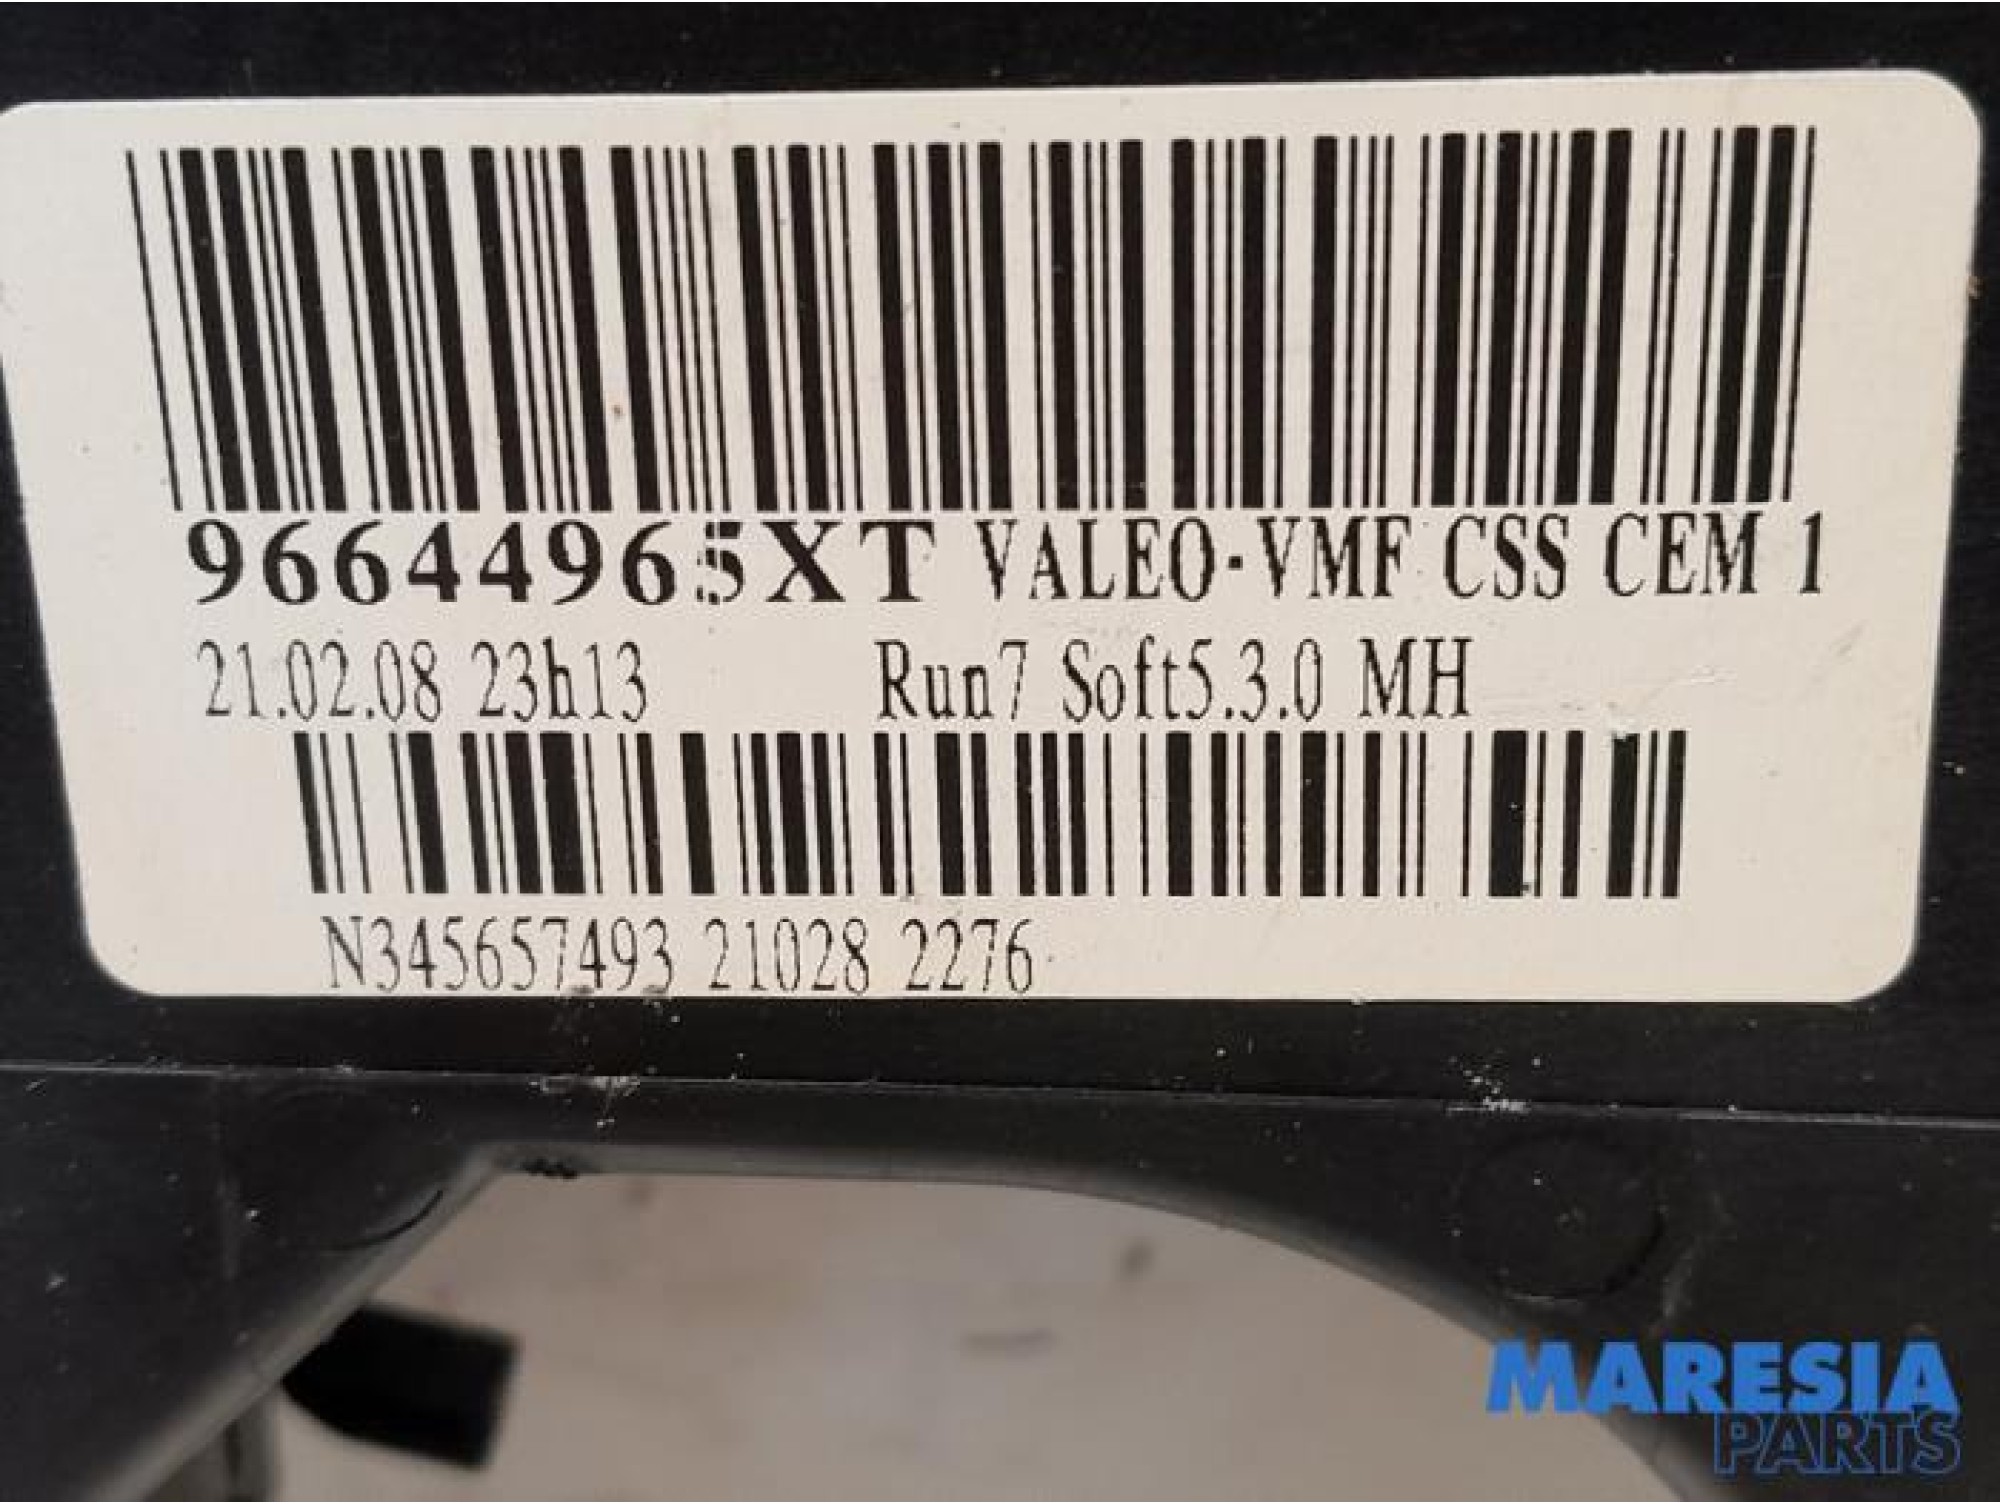 96644965XT VALEO-VMF CSS CEM 1
21.02.08 23h13 Run7 Soft5.3.0 MH
N345657493 21028 2276
MARESIA
PARTS